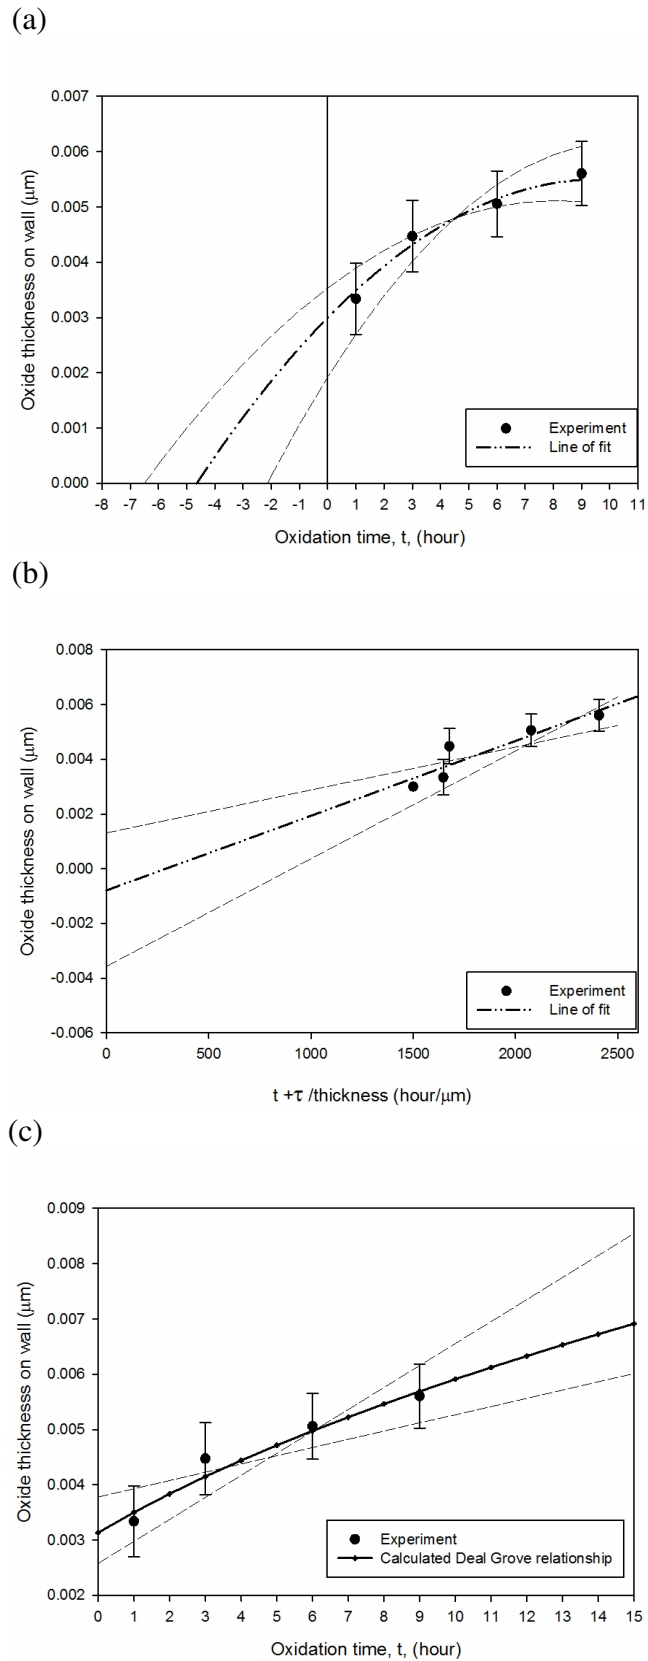 (a)
0.007
0.006
0.005
0.004
0.003
0.002
0.001
0.000
Oxide thicknesss on wall (µm)
Experiment
Line of fit
-8 -7 -6 -5 -4 -3 -2 -1 0 1 2 3 4 5 6 7 8 9 10 11
Oxidation time, t, (hour)
(b)
0.008
0.006
0.004
0.002
0.000
-0.002
-0.004
-0.006
Oxide thickness on wall (µm)
Experiment
Line of fit
0 500 1000 1500 2000 2500
t +τ /thickness (hour/µm)
(c)
0.009
0.008
0.007
0.006
0.005
0.004
0.003
0.002
Oxide thicknesss on wall (µm)
Experiment
Calculated Deal Grove relationship
0 1 2 3 4 5 6 7 8 9 10 11 12 13 14 15
Oxidation time, t, (hour)